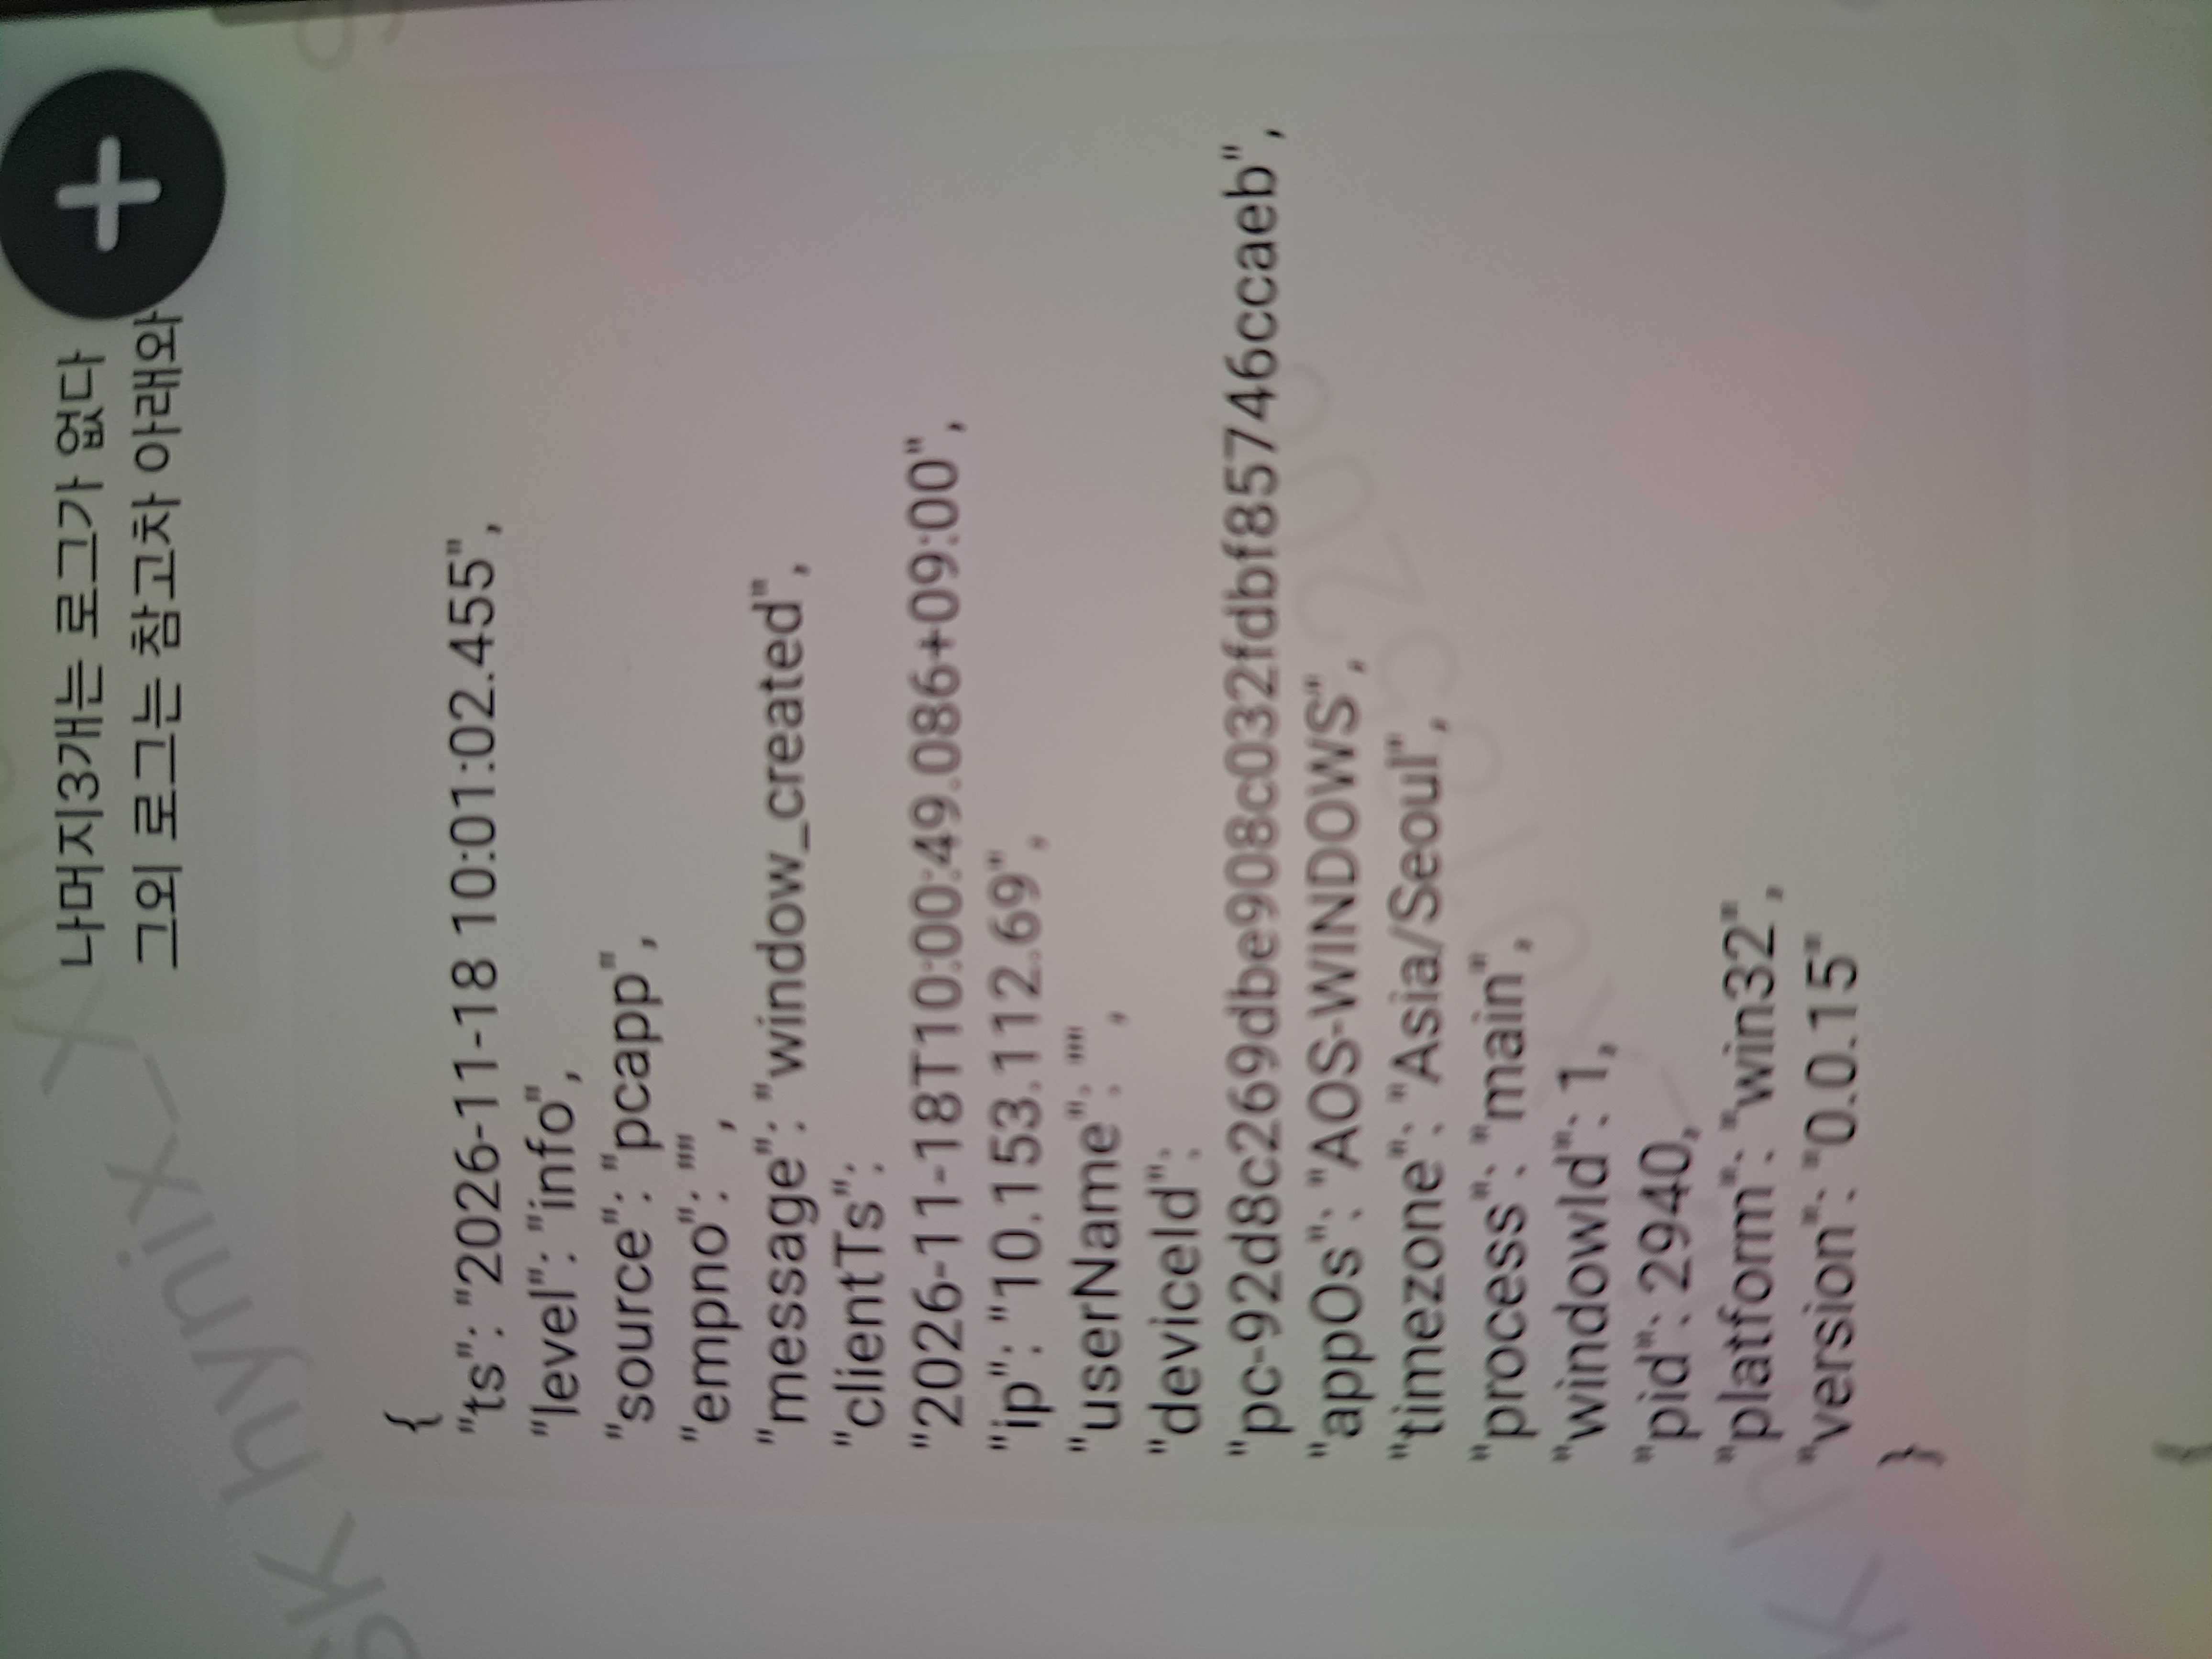 나머지3개는 로그가 없다
그외 로그는 참고차 아래와
SK hynix_X018
{
"ts": "2026-11-18 10:01:02.455",
"level": "info",
"source": "pcapp",
"empno": "",
"message": "window_created",
"clientTs":
"2026-11-18T10:00:49.086+09:00",
"ip": "10.153.112.69",
"userName": "",
"deviceId":
"pc-92d8c269dbe908c032fdbf85746ccaeb",
"appOs": "AOS-WINDOWS",
"timezone": "Asia/Seoul",
"process": "main",
"windowId": 1,
"pid": 2940,
"platform": "win32",
"version": "0.0.15"
}
{